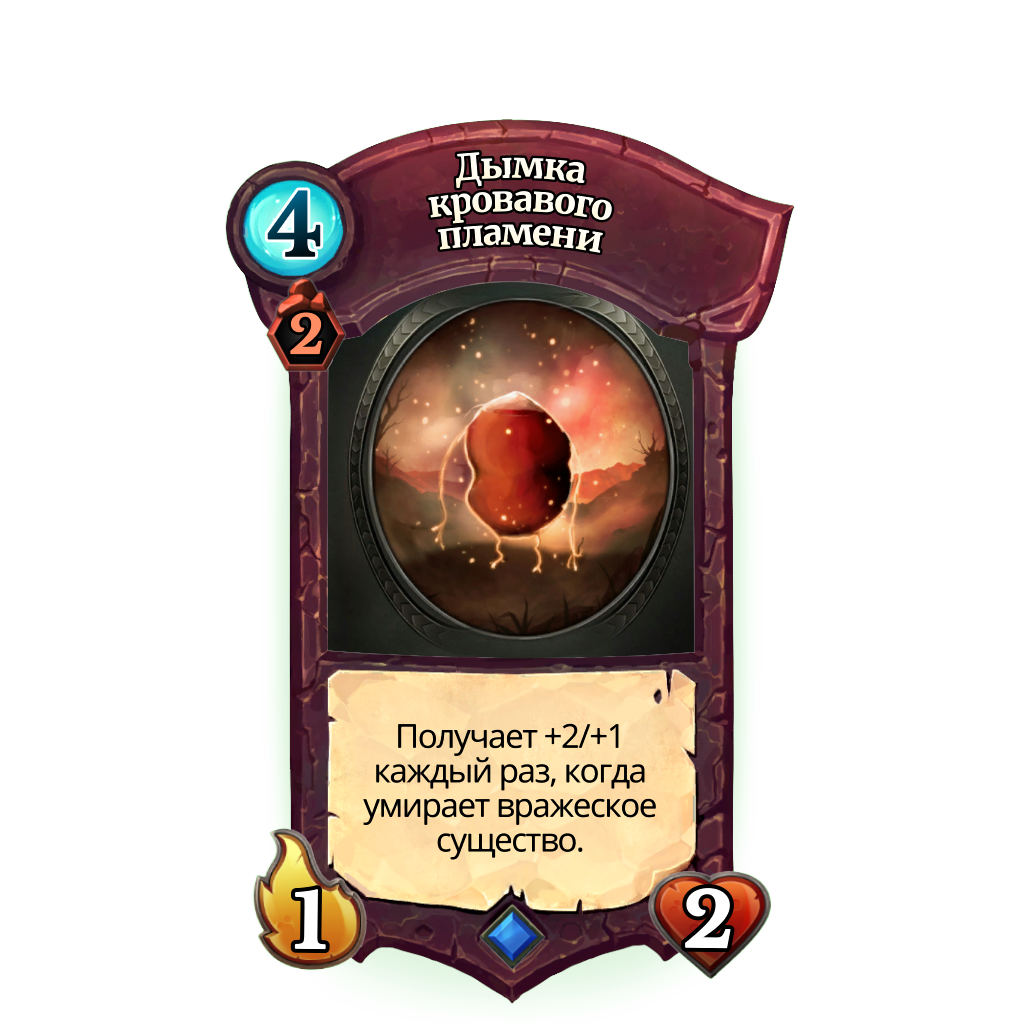 Дымка
кровавого
пламени
4
2
Получает +2/+1
каждый раз, когда
умирает вражеское
существо.
1
2